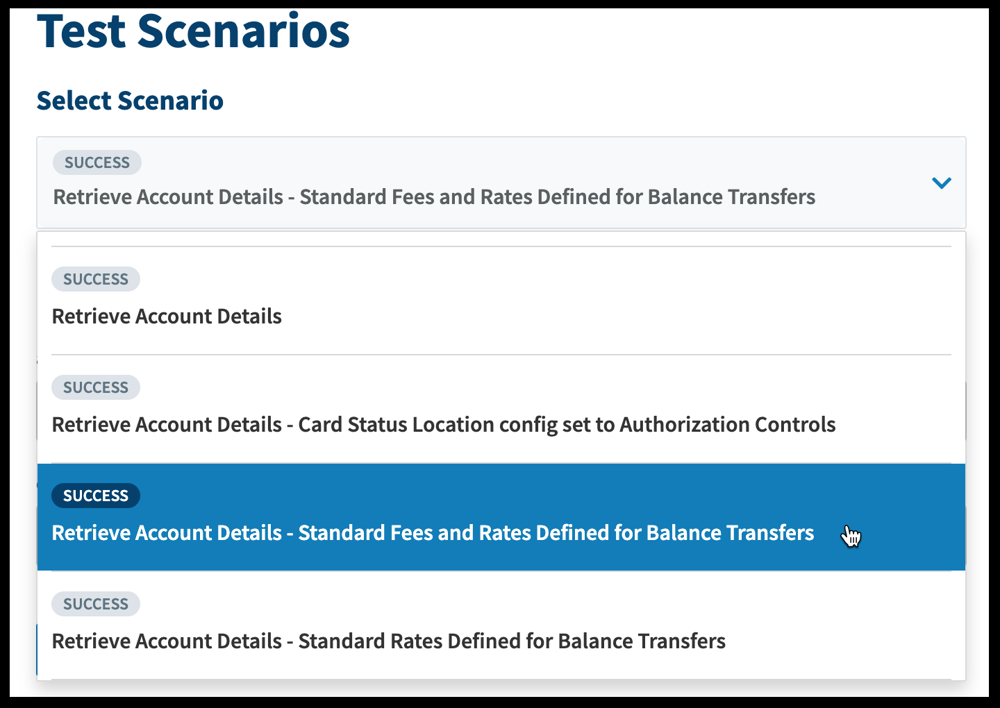 Test Scenarios
Select Scenario
SUCCESS
Retrieve Account Details - Standard Fees and Rates Defined for Balance Transfers
SUCCESS
Retrieve Account Details
SUCCESS
Retrieve Account Details - Card Status Location config set to Authorization Controls
SUCCESS
Retrieve Account Details - Standard Fees and Rates Defined for Balance Transfers
SUCCESS
Retrieve Account Details - Standard Rates Defined for Balance Transfers